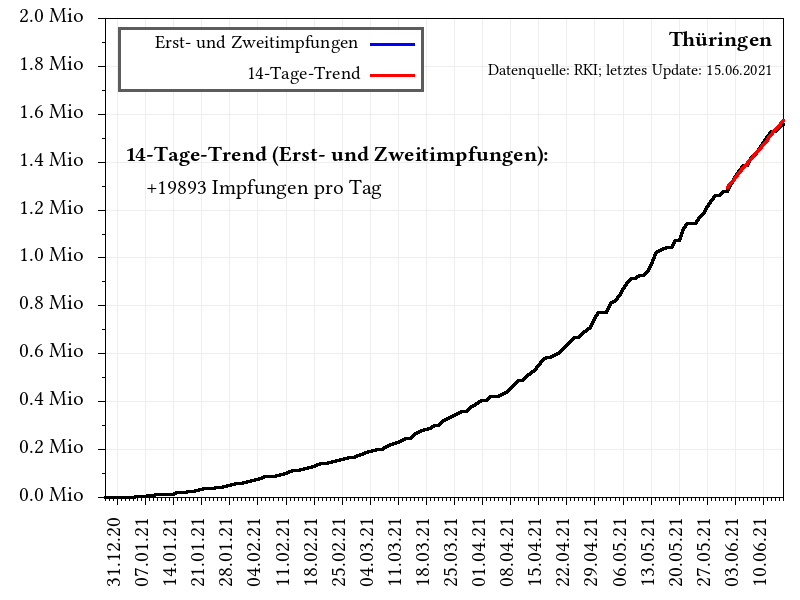 2.0 Mio
1.8 Mio
1.6 Mio
1.4 Mio
1.2 Mio
1.0 Mio
0.8 Mio
0.6 Mio
0.4 Mio
0.2 Mio
0.0 Mio
Erst- und Zweitimpfungen
14-Tage-Trend
Thüringen
Datenquelle: RKI; letztes Update: 15.06.2021
14-Tage-Trend (Erst- und Zweitimpfungen):
+19893 Impfungen pro Tag
31.12.20
07.01.21
14.01.21
21.01.21
28.01.21
04.02.21
11.02.21
18.02.21
25.02.21
04.03.21
11.03.21
18.03.21
25.03.21
01.04.21
08.04.21
15.04.21
22.04.21
29.04.21
06.05.21
13.05.21
20.05.21
27.05.21
03.06.21
10.06.21